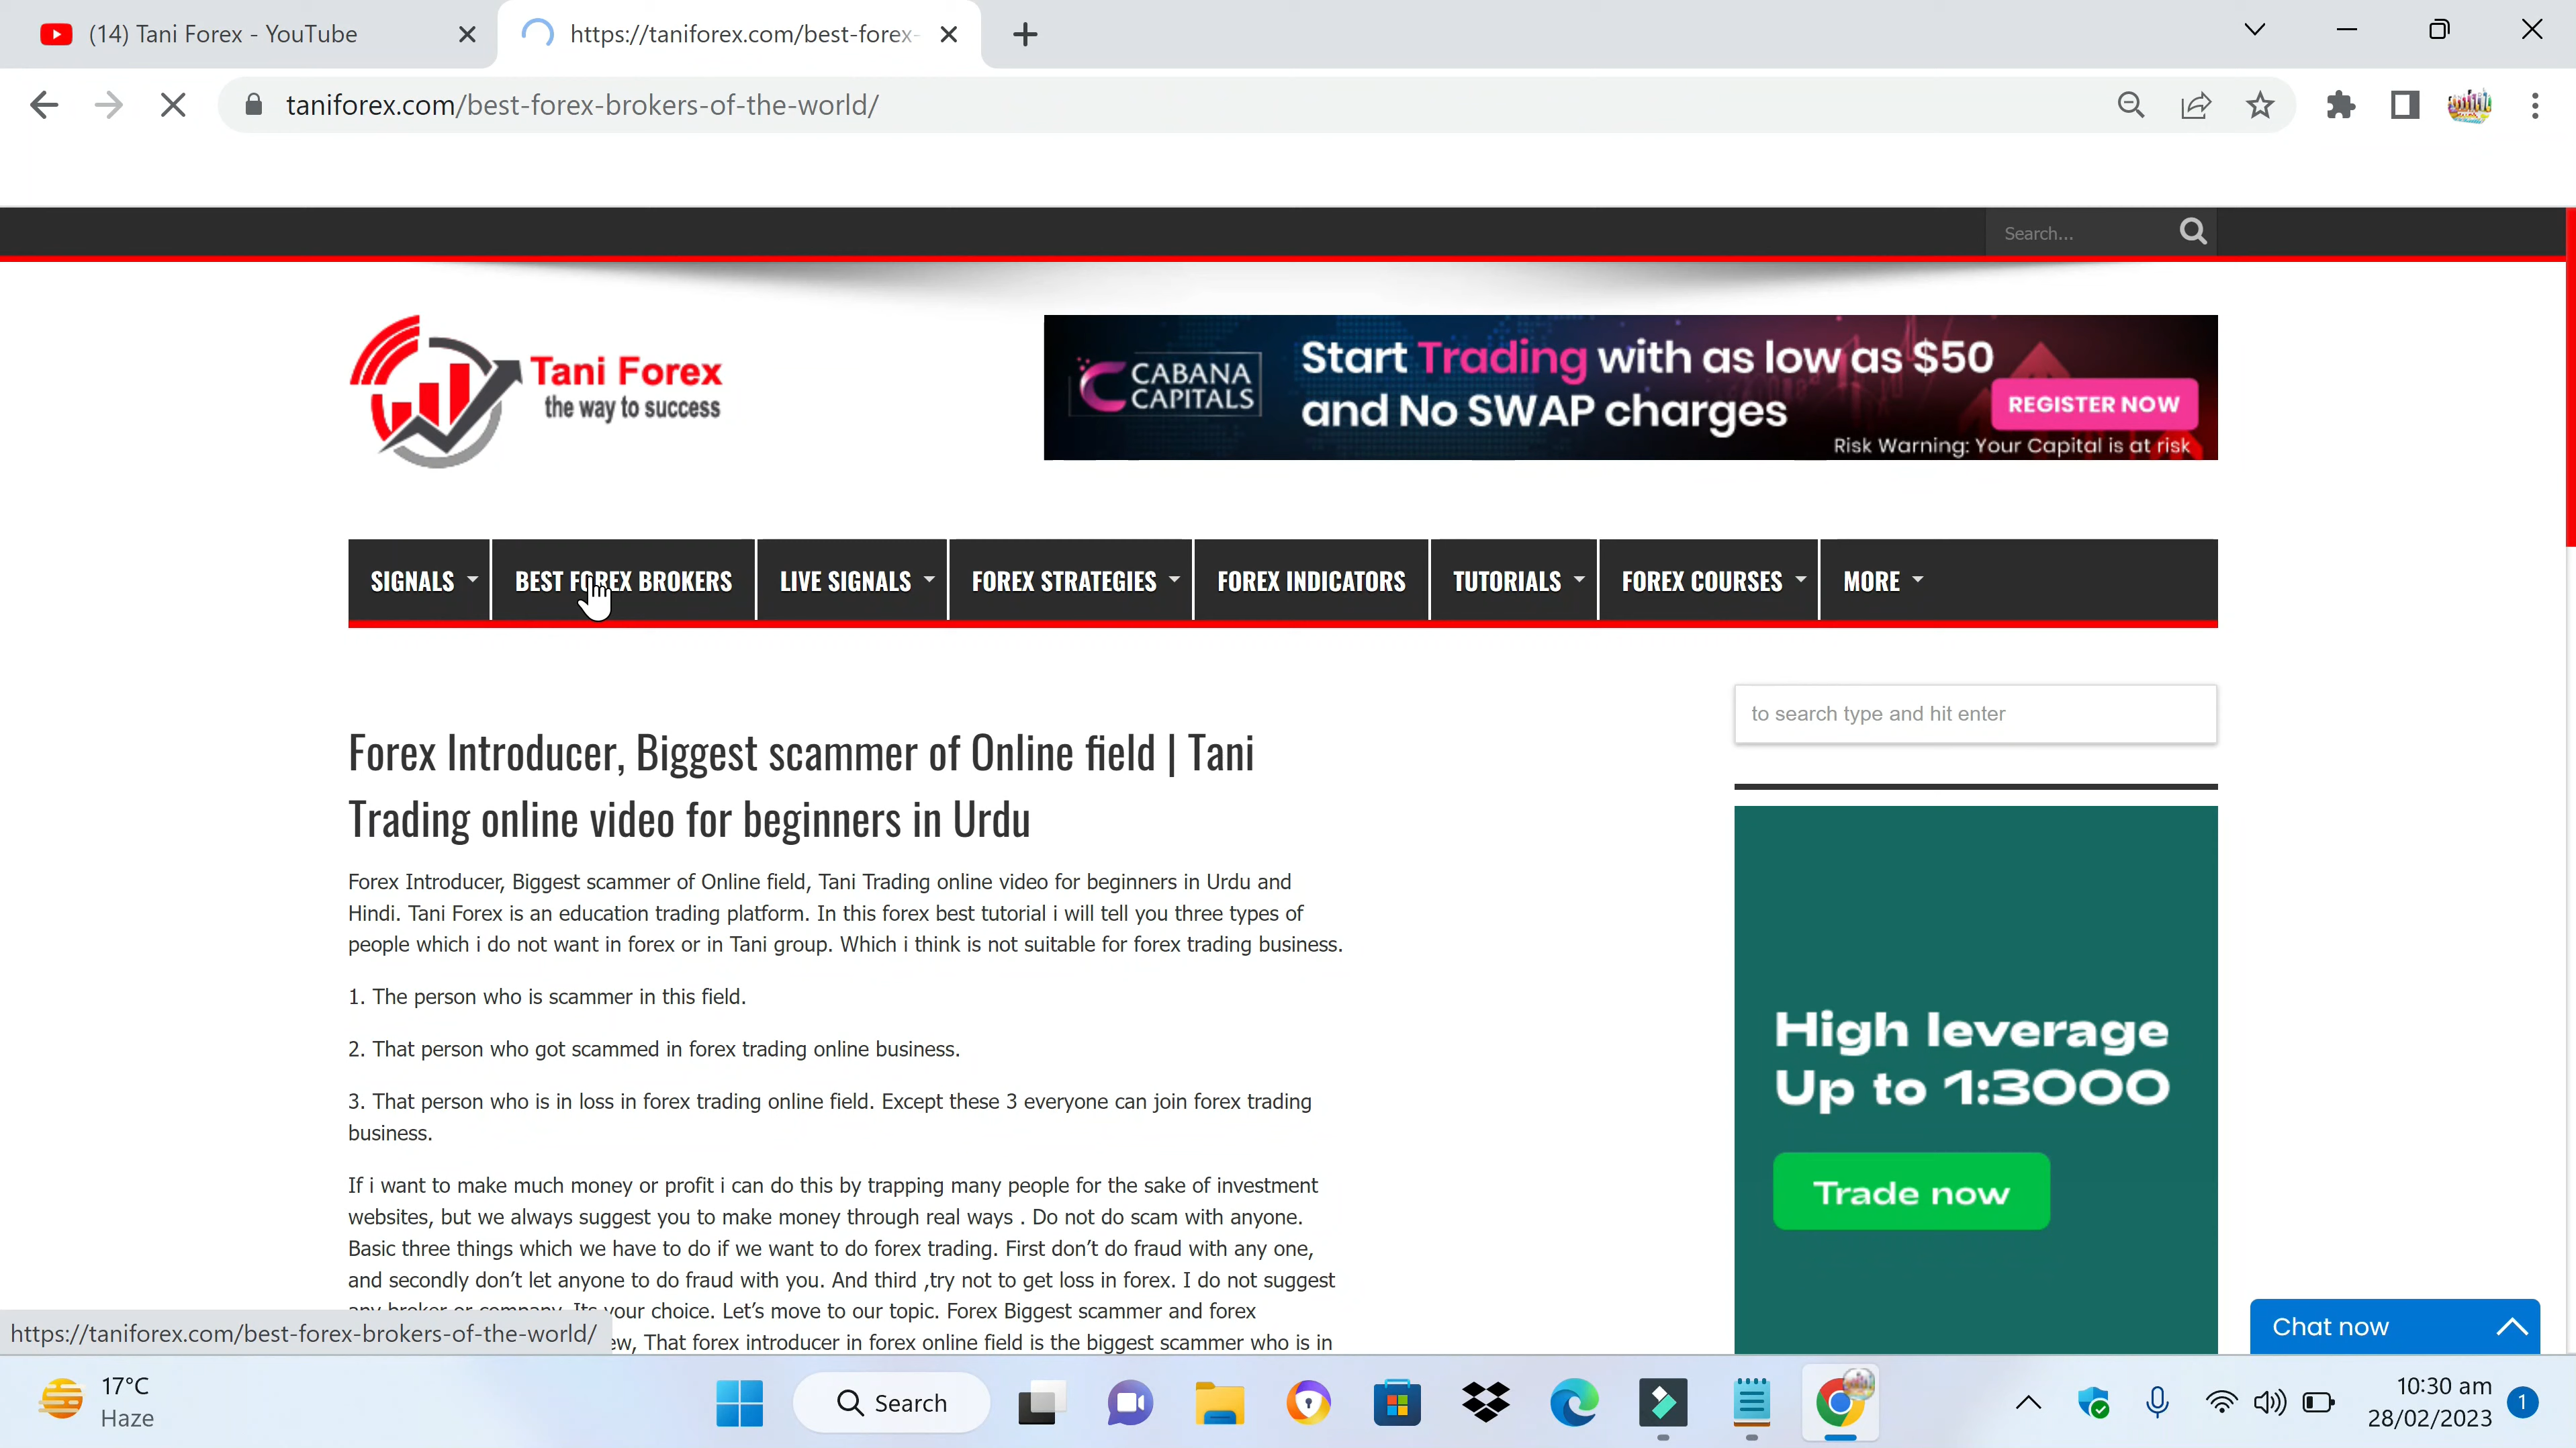 (14) Tani Forex - YouTube
https://taniforex.com/best-forex-
taniforex.com/best-forex-brokers-of-the-world/
Search...
Tani Forex
the way to success
CABANA
CAPITALS
Start Trading with as low as $50
and No SWAP charges
REGISTER NOW
Risk Warning: Your Capital is at risk
SIGNALS
BEST FOREX BROKERS
LIVE SIGNALS
FOREX STRATEGIES
FOREX INDICATORS
TUTORIALS
FOREX COURSES
MORE
to search type and hit enter
Forex Introducer, Biggest scammer of Online field | Tani
Trading online video for beginners in Urdu
Forex Introducer, Biggest scammer of Online field, Tani Trading online video for beginners in Urdu and
Hindi. Tani Forex is an education trading platform. In this forex best tutorial i will tell you three types of
people which i do not want in forex or in Tani group. Which i think is not suitable for forex trading business.
1. The person who is scammer in this field.
2. That person who got scammed in forex trading online business.
3. That person who is in loss in forex trading online field. Except these 3 everyone can join forex trading
business.
If i want to make much money or profit i can do this by trapping many people for the sake of investment
websites, but we always suggest you to make money through real ways . Do not do scam with anyone.
Basic three things which we have to do if we want to do forex trading. First don't do fraud with any one,
and secondly don't let anyone to do fraud with you. And third ,try not to get loss in forex. I do not suggest
any broker or company. Its your choice. Let's move to our topic. Forex Biggest scammer and forex
ew, That forex introducer in forex online field is the biggest scammer who is in
High leverage
Up to 1:3000
Trade now
Chat now
https://taniforex.com/best-forex-brokers-of-the-world/
17°C
Haze
Search
10:30 am
28/02/2023
1